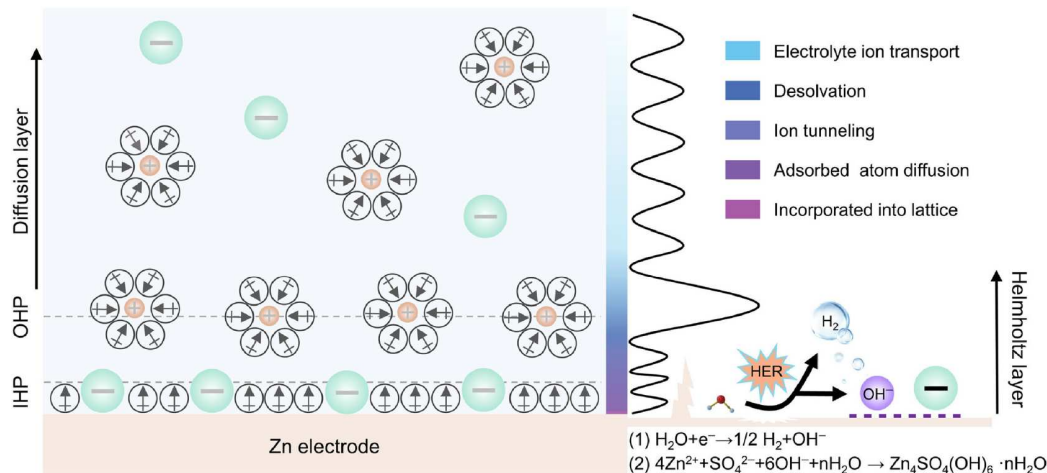 Diffusion layer
OHP
IHP
Zn electrode
Electrolyte ion transport
Desolvation
Ion tunneling
Adsorbed atom diffusion
Incorporated into lattice
Helmholtz layer
H₂
HER
OH⁻
(1) H₂O+e⁻→1/2 H₂+OH⁻
(2) 4Zn²⁺+SO₄²⁻+6OH⁻+nH₂O → Zn₄SO₄(OH)₆ ·nH₂O